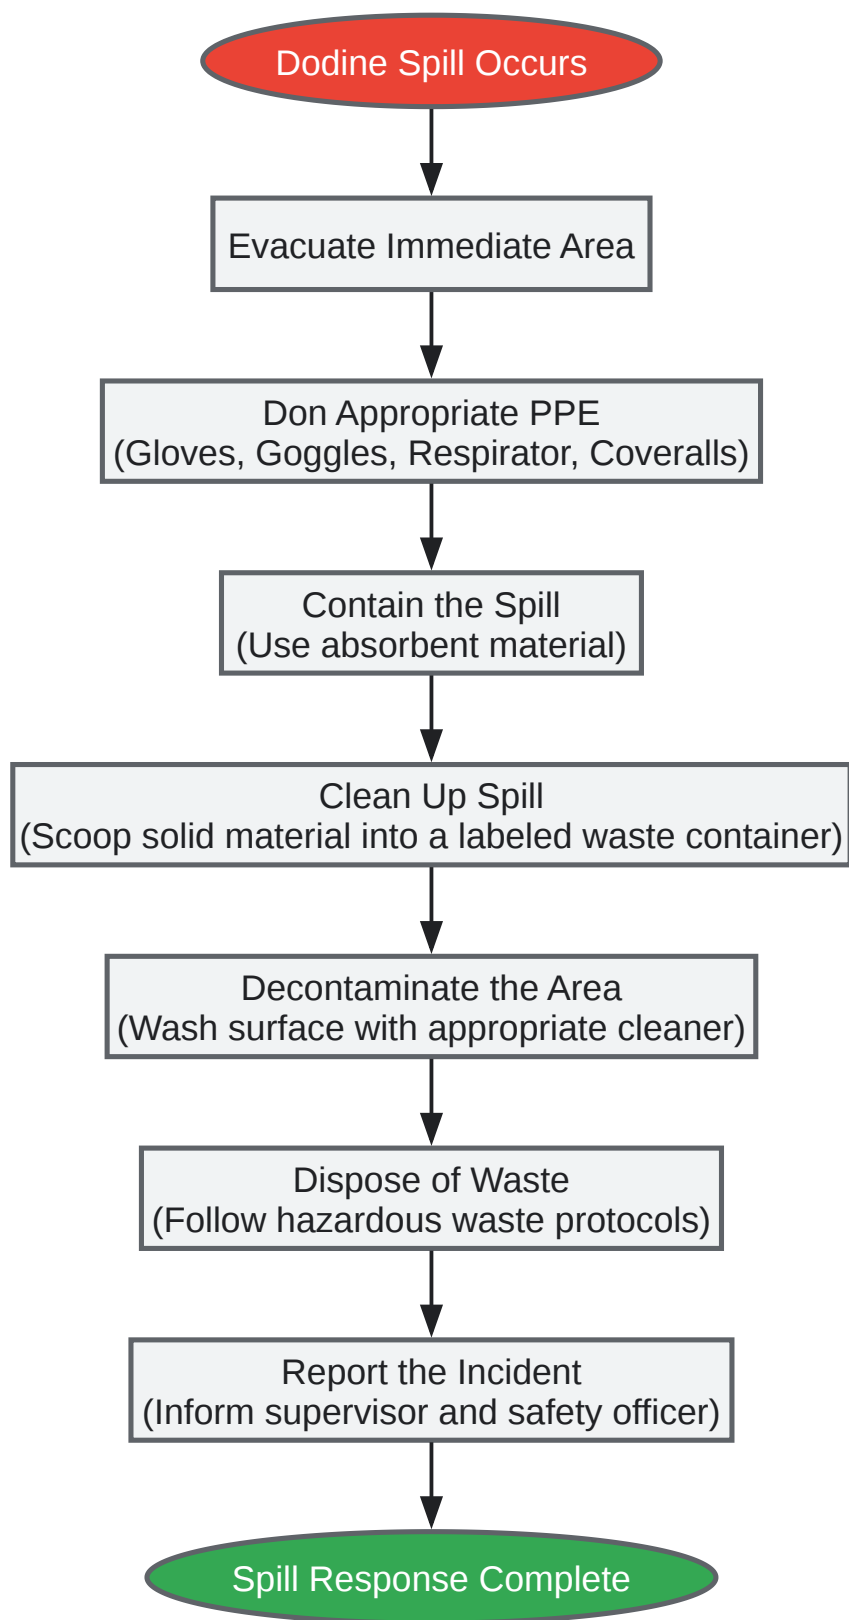 Dodine Spill Occurs
Evacuate Immediate Area
Don Appropriate PPE
(Gloves, Goggles, Respirator, Coveralls)
Contain the Spill
(Use absorbent material)
Clean Up Spill
(Scoop solid material into a labeled waste container)
Decontaminate the Area
(Wash surface with appropriate cleaner)
Dispose of Waste
(Follow hazardous waste protocols)
Report the Incident
(Inform supervisor and safety officer)
Spill Response Complete